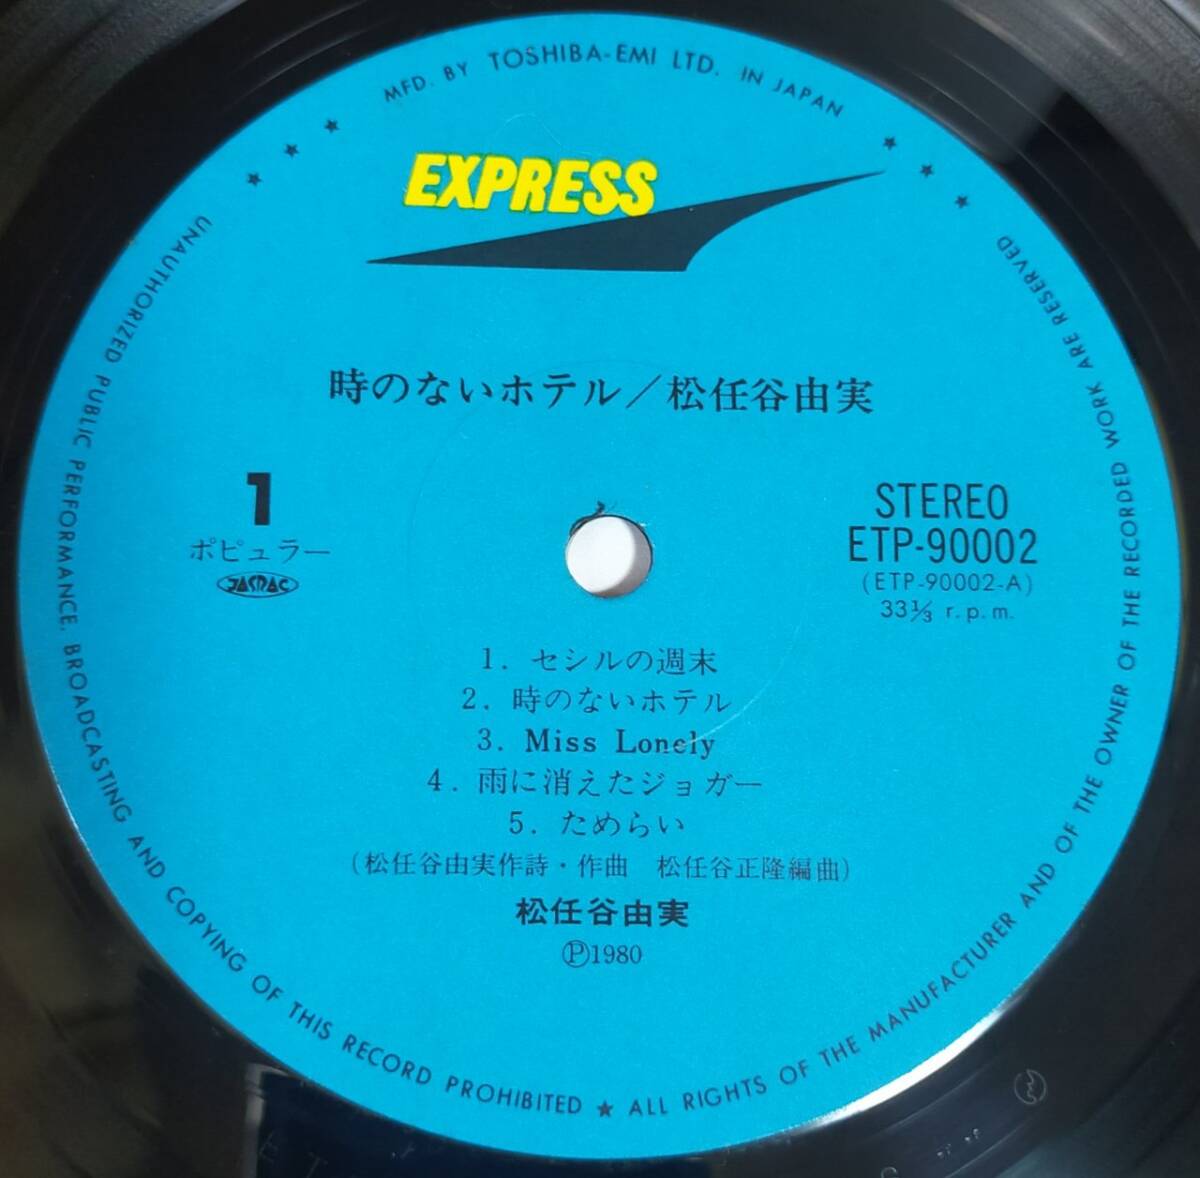 MFD. BY TOSHIBA-EMI LTD. IN JAPAN
EXPRESS
時のないホテル／松任谷由実
1
ポピュラー
JASRAC
STEREO
ETP-90002
(ETP-90002-A)
33⅓ r.p.m.
1. セシルの週末
2. 時のないホテル
3. Miss Lonely
4. 雨に消えたジョガー
5. ためらい
(松任谷由実作詩・作曲 松任谷正隆編曲)
松任谷由実
Ⓟ1980
UNAUTHORIZED PUBLIC PERFORMANCE. BROADCASTING AND COPYING OF THIS RECORD PROHIBITED ★ ALL RIGHTS OF THE MANUFACTURER AND OF THE OWNER OF THE RECORDED WORK ARE RESERVED